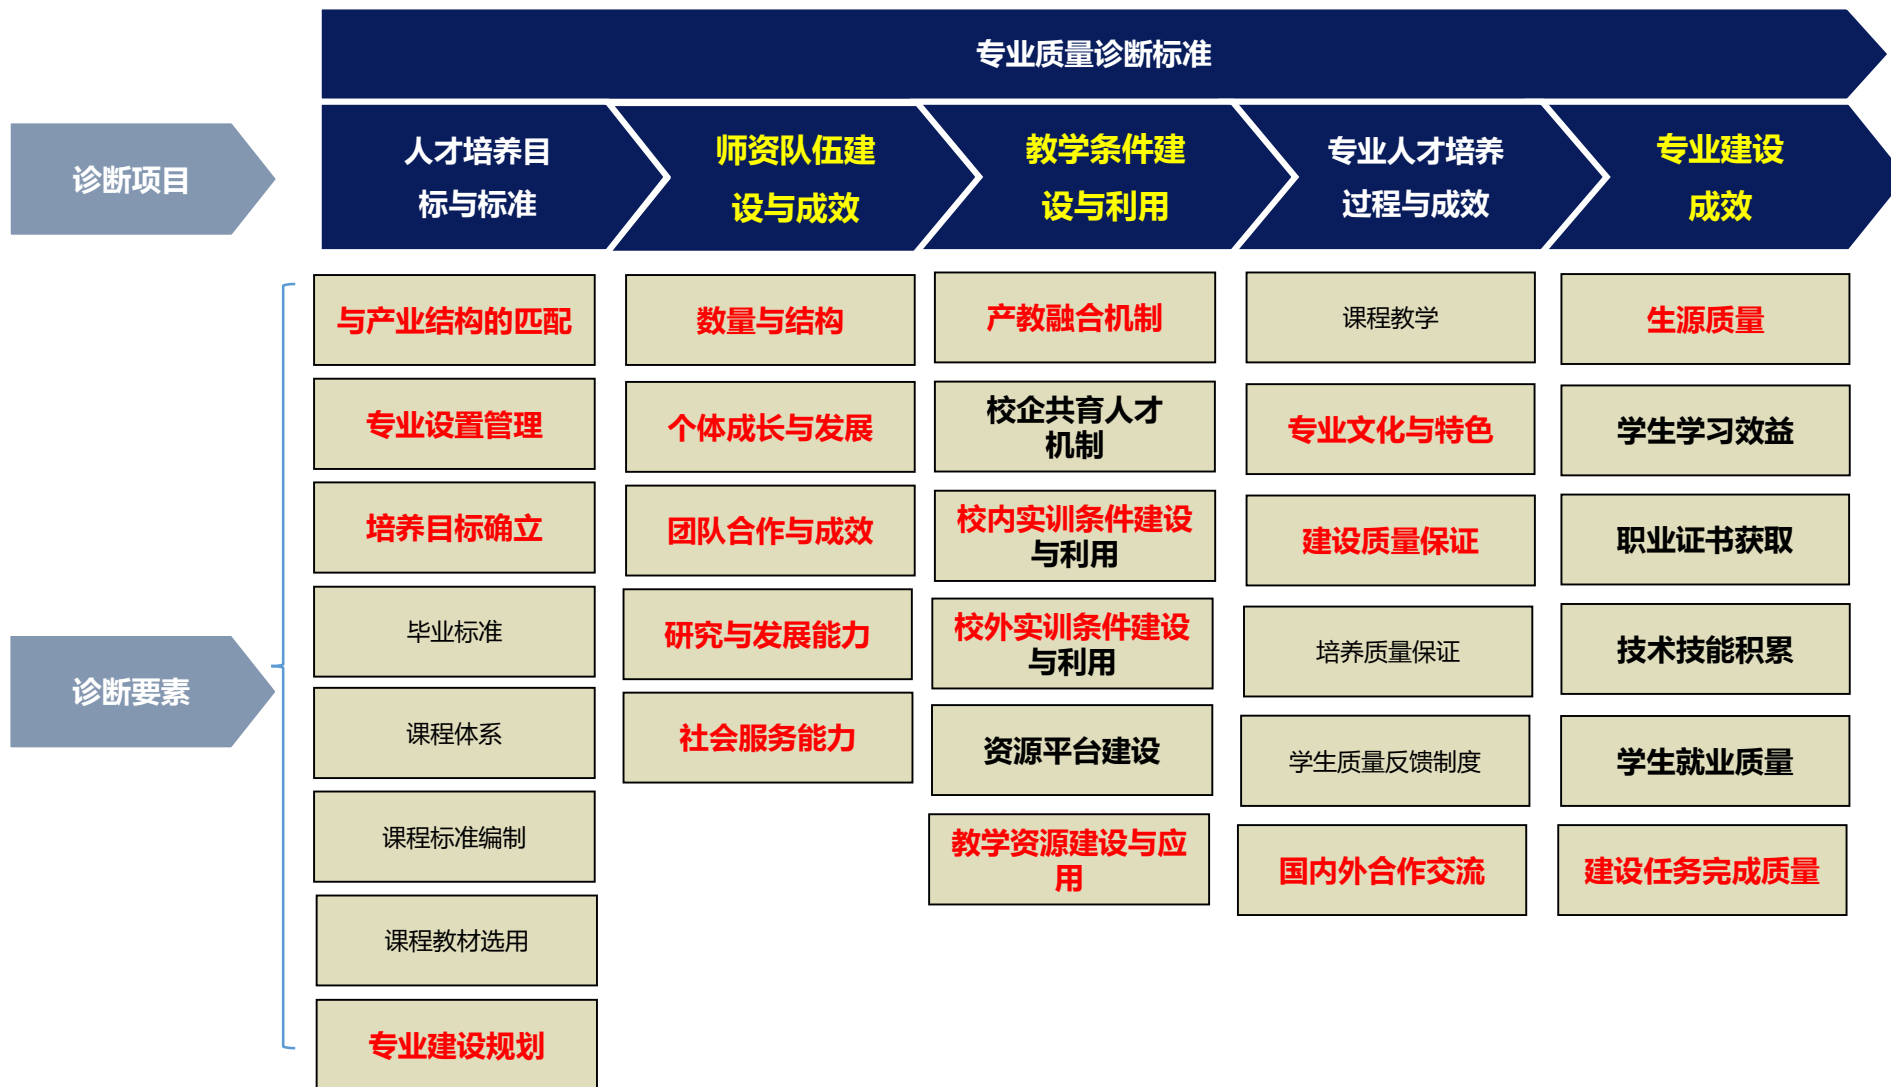 专业质量诊断标准
诊断项目
人才培养目
标与标准
师资队伍建
设与成效
教学条件建
设与利用
专业人才培养
过程与成效
专业建设
成效
诊断要素
与产业结构的匹配
专业设置管理
培养目标确立
毕业标准
课程体系
课程标准编制
课程教材选用
专业建设规划
数量与结构
个体成长与发展
团队合作与成效
研究与发展能力
社会服务能力
产教融合机制
校企共育人才
机制
校内实训条件建设
与利用
校外实训条件建设
与利用
资源平台建设
教学资源建设与应
用
课程教学
专业文化与特色
建设质量保证
培养质量保证
学生质量反馈制度
国内外合作交流
生源质量
学生学习效益
职业证书获取
技术技能积累
学生就业质量
建设任务完成质量